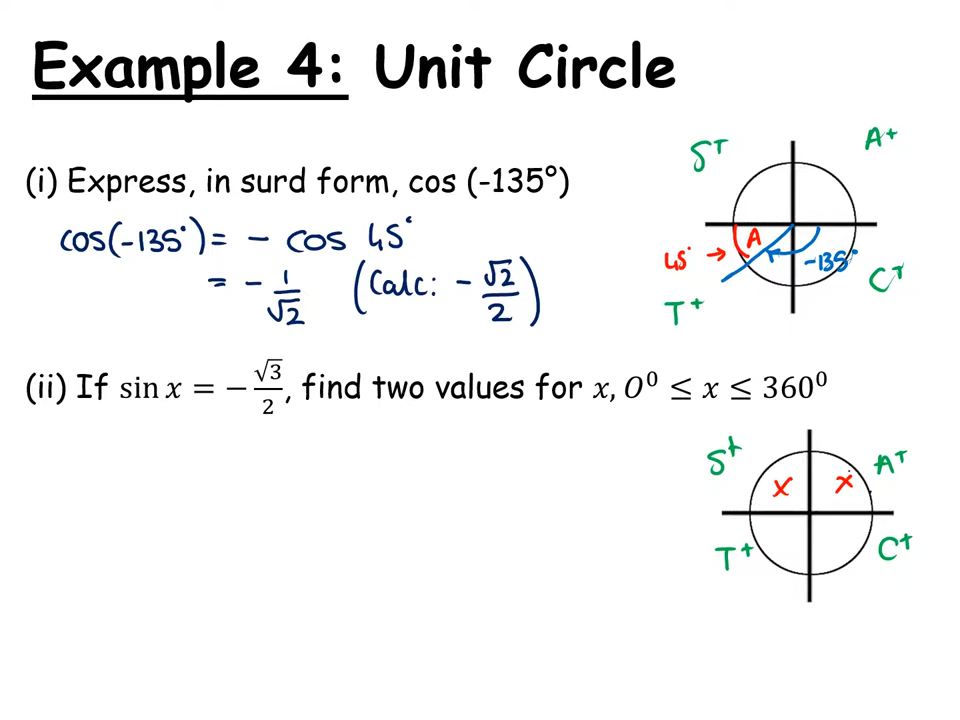 Example 4: Unit Circle
(i) Express, in surd form, cos (-135°)
cos(-135°) = - cos 45°
= - 1/√2 (Calc: - √2/2)
S+ A+
A
45° → -135°
T+ C+
(ii) If sin x = − √3/2, find two values for x, O⁰ ≤ x ≤ 360⁰
S+ A+
x x
T+ C+